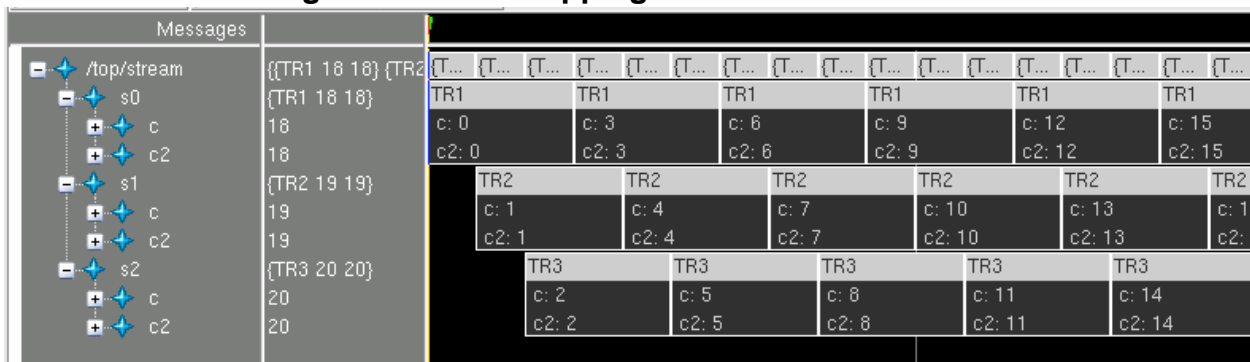 Messages
/top/stream {{TR1 18 18} {TR2 {T... {T... {T... {T... {T... {T... {T... {T... {T... {T... {T... {T... {T... {T... {T... {T... {T...
s0 {TR1 18 18} TR1 TR1 TR1 TR1 TR1 TR1
c 18 c: 0 c: 3 c: 6 c: 9 c: 12 c: 15
c2 18 c2: 0 c2: 3 c2: 6 c2: 9 c2: 12 c2: 15
s1 {TR2 19 19} TR2 TR2 TR2 TR2 TR2 TR2
c 19 c: 1 c: 4 c: 7 c: 10 c: 13 c: 1
c2 19 c2: 1 c2: 4 c2: 7 c2: 10 c2: 13 c2:
s2 {TR3 20 20} TR3 TR3 TR3 TR3 TR3
c 20 c: 2 c: 5 c: 8 c: 11 c: 14
c2 20 c2: 2 c2: 5 c2: 8 c2: 11 c2: 14